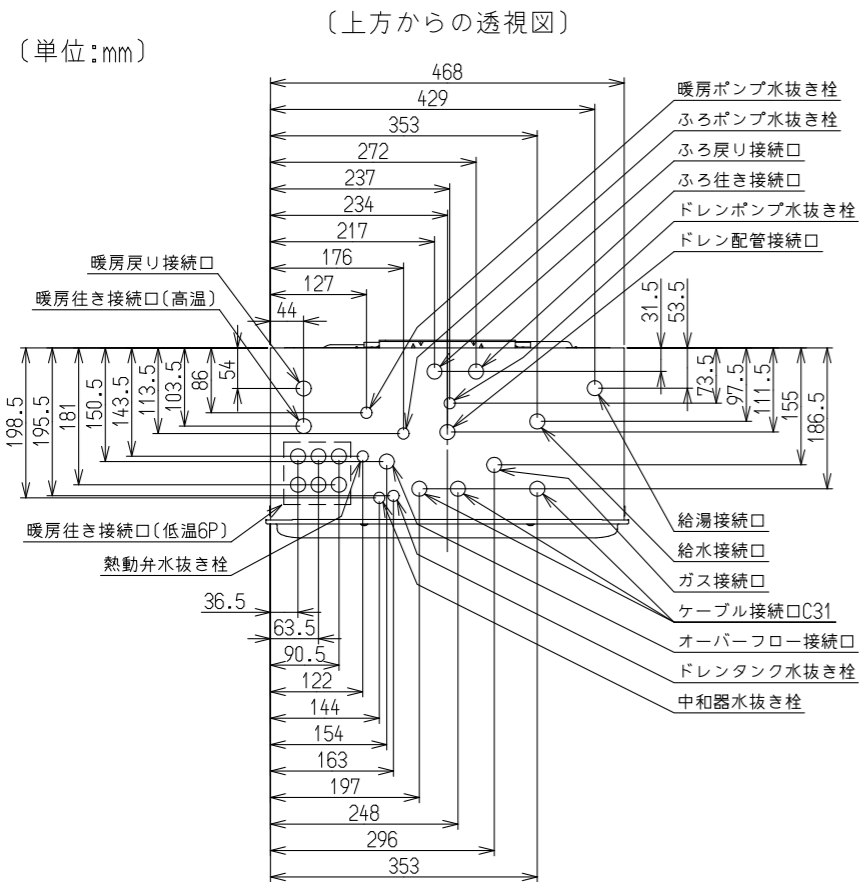 〔上方からの透視図〕
〔単位:mm〕
468
429
353
272
237
234
217
176
127
44
暖房ポンプ水抜き栓
ふろポンプ水抜き栓
ふろ戻り接続口
ふろ往き接続口
ドレンポンプ水抜き栓
ドレン配管接続口
暖房戻り接続口
暖房往き接続口(高温)
198.5
195.5
181
150.5
143.5
113.5
103.5
86
54
31.5
53.5
73.5
97.5
111.5
155
186.5
暖房往き接続口(低温6P)
熱動弁水抜き栓
給湯接続口
給水接続口
ガス接続口
ケーブル接続口C31
オーバーフロー接続口
ドレンタンク水抜き栓
中和器水抜き栓
36.5
63.5
90.5
122
144
154
163
197
248
296
353